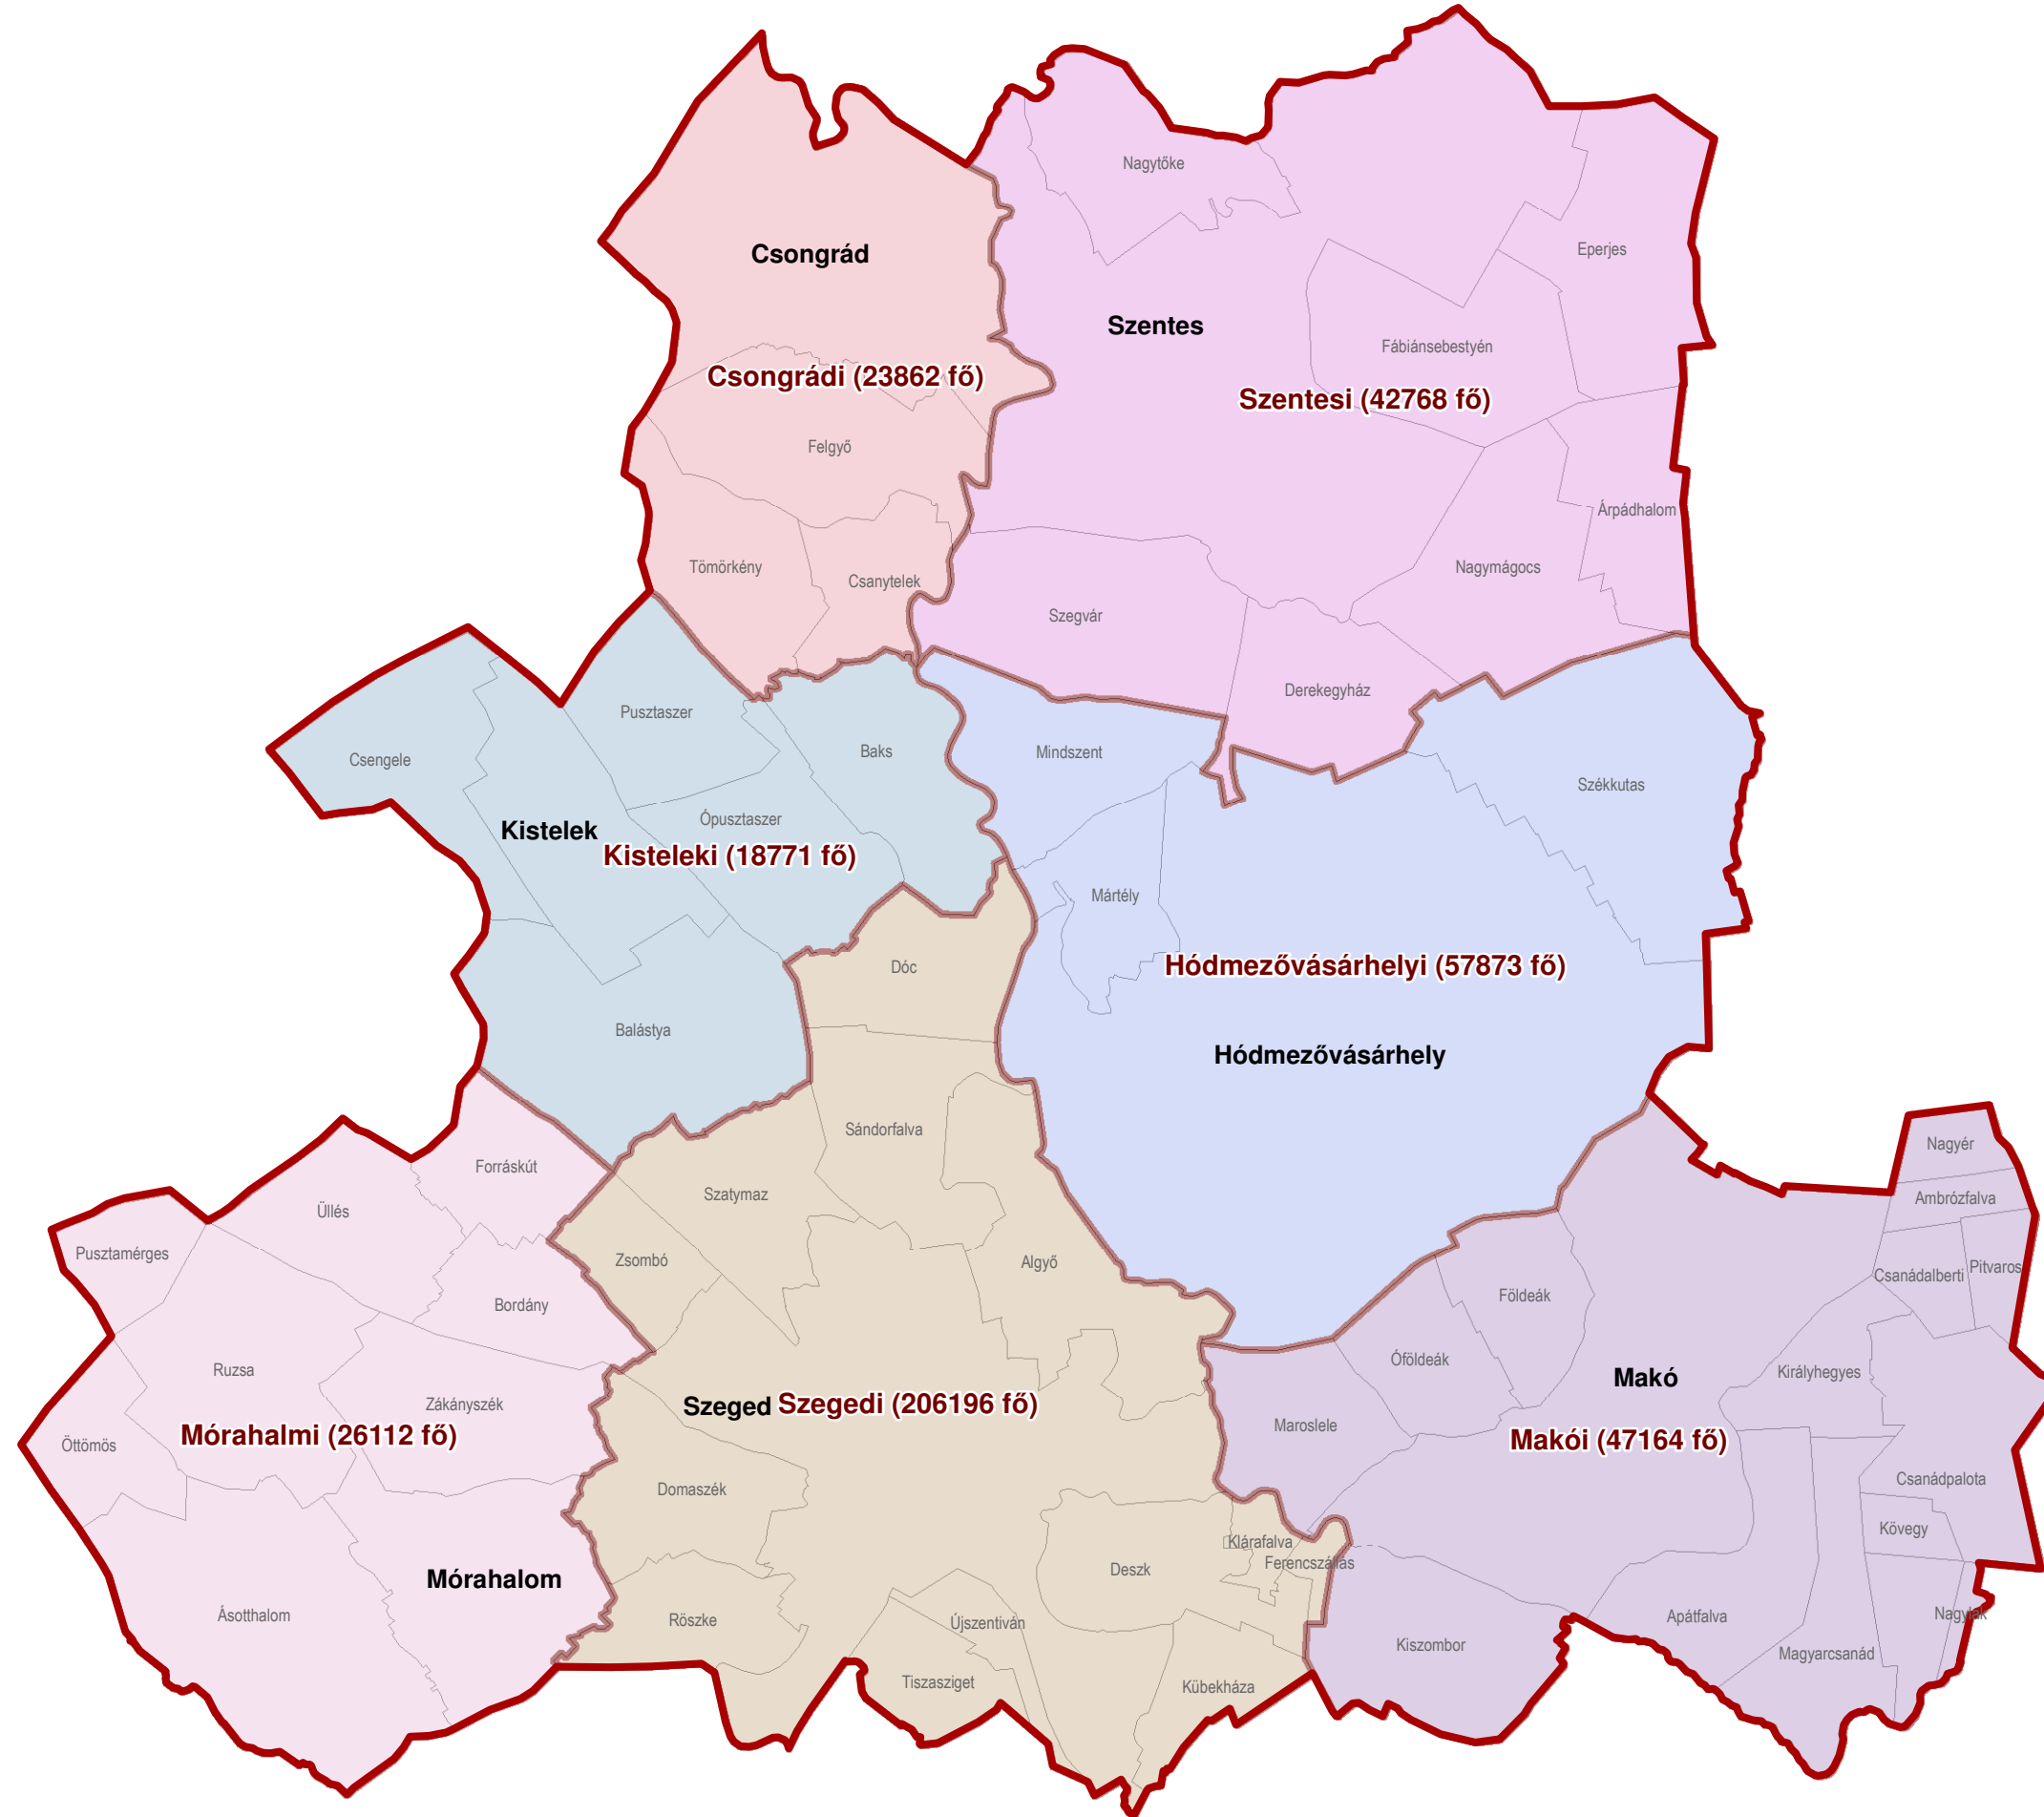 Nagytőke
Csongrád
Eperjes
Szentes
Fábiánsebestyén
Csongrádi (23862 fő)
Szentesi (42768 fő)
Felgyő
Árpádhalom
Tömörkény
Csanytelek
Nagymágocs
Szegvár
Derekegyház
Pusztaszer
Csengele
Baks
Mindszent
Székkutas
Ópusztaszer
Kistelek
Kisteleki (18771 fő)
Mártély
Dóc
Hódmezővásárhelyi (57873 fő)
Balástya
Hódmezővásárhely
Sándorfalva
Nagyér
Forráskút
Szatymaz
Ambrózfalva
Üllés
Pusztamérges
Zsombó
Algyő
Pitvaros
Csanádalberti
Földeák
Bordány
Óföldeák
Ruzsa
Királyhegyes
Makó
Zákányszék
Szeged
Szegedi (206196 fő)
Maroslele
Mórahalmi (26112 fő)
Makói (47164 fő)
Öttömös
Csanádpalota
Domaszék
Kövegy
Klárafalva
Ferencszállás
Deszk
Mórahalom
Ásotthalom
Röszke
Újszentiván
Apátfalva
Nagylak
Kiszombor
Magyarcsanád
Tiszasziget
Kübekháza